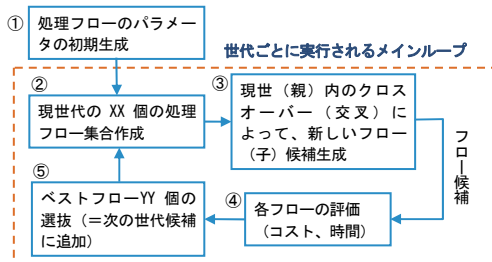 ①
処理フローのパラメー
タの初期生成
世代ごとに実行されるメインループ
②
現世代の XX 個の処理
フロー集合作成
③
現世（親）内のクロス
オーバー（交叉）に
よって、新しいフロー
（子）候補生成
フロー候補
④
各フローの評価
（コスト、時間）
⑤
ベストフローYY 個の
選抜（＝次の世代候補
に追加）